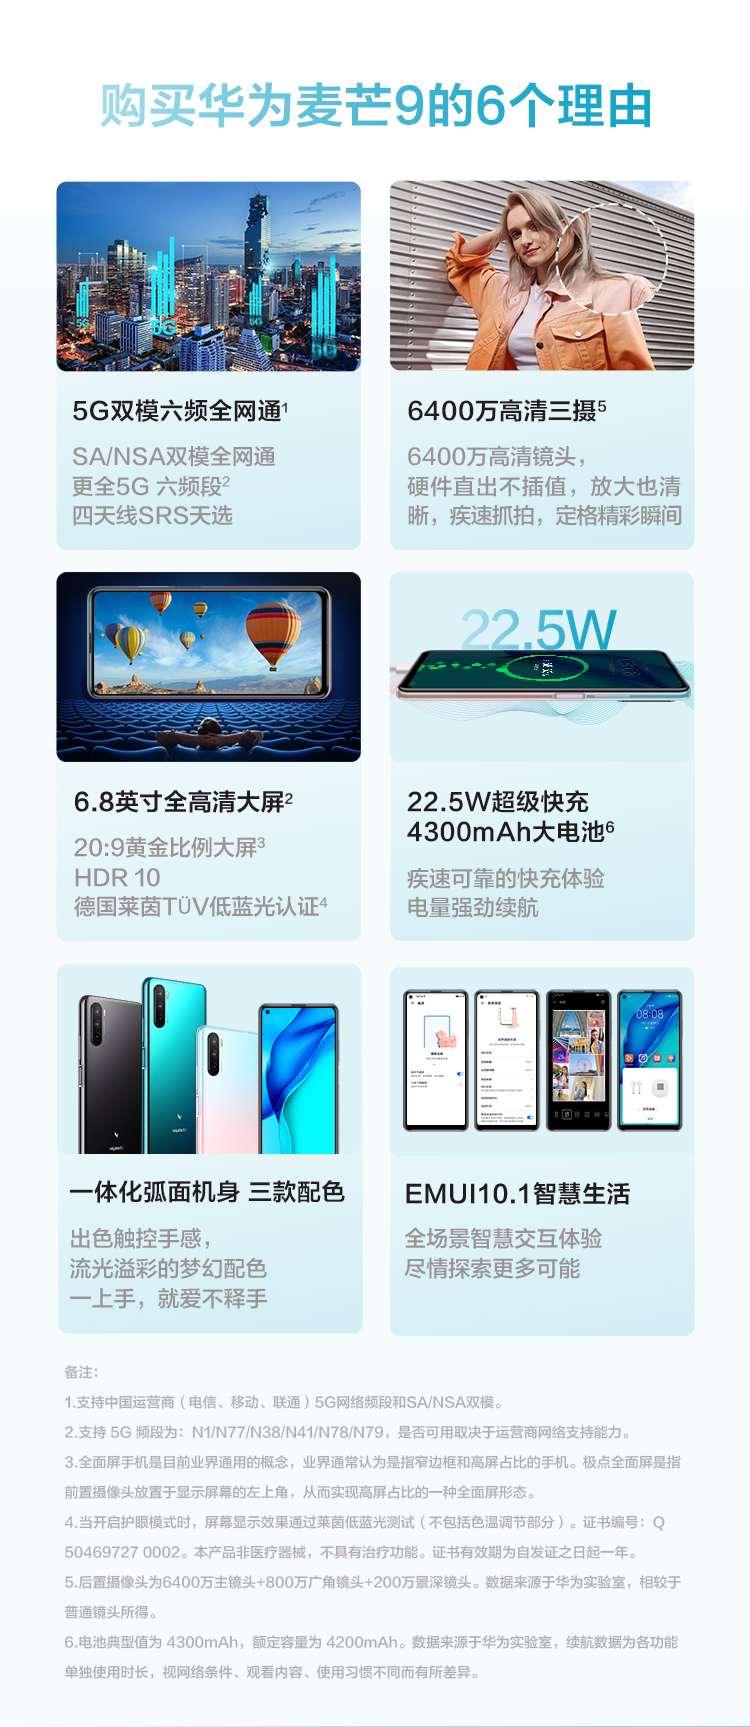 购买华为麦芒9的6个理由
5G
5G
5G
5G
5G双模六频全网通1
SA/NSA双模全网通
更全5G 六频段2
四天线SRS天选
6400万高清三摄5
6400万高清镜头，
硬件直出不插值，放大也清
晰，疾速抓拍，定格精彩瞬间
6.8英寸全高清大屏2
20:9黄金比例大屏3
HDR 10
德国莱茵TÜV低蓝光认证4
22.5W
22.5W超级快充
4300mAh大电池6
疾速可靠的快充体验
电量强劲续航
HUAWEI
HUAWEI
一体化弧面机身 三款配色
出色触控手感，
流光溢彩的梦幻配色
一上手，就爱不释手
08:08
EMUI10.1智慧生活
全场景智慧交互体验
尽情探索更多可能
备注：
1.支持中国运营商（电信、移动、联通）5G网络频段和SA/NSA双模。
2.支持 5G 频段为：N1/N77/N38/N41/N78/N79，是否可用取决于运营商网络支持能力。
3.全面屏手机是目前业界通用的概念，业界通常认为是指窄边框和高屏占比的手机。极点全面屏是指
前置摄像头放置于显示屏幕的左上角，从而实现高屏占比的一种全面屏形态。
4.当开启护眼模式时，屏幕显示效果通过莱茵低蓝光测试（不包括色温调节部分）。证书编号：Q
50469727 0002。本产品非医疗器械，不具有治疗功能。证书有效期为自发证之日起一年。
5.后置摄像头为6400万主镜头+800万广角镜头+200万景深镜头。数据来源于华为实验室，相较于
普通镜头所得。
6.电池典型值为 4300mAh，额定容量为 4200mAh。数据来源于华为实验室，续航数据为各功能
单独使用时长，视网络条件、观看内容、使用习惯不同而有所差异。